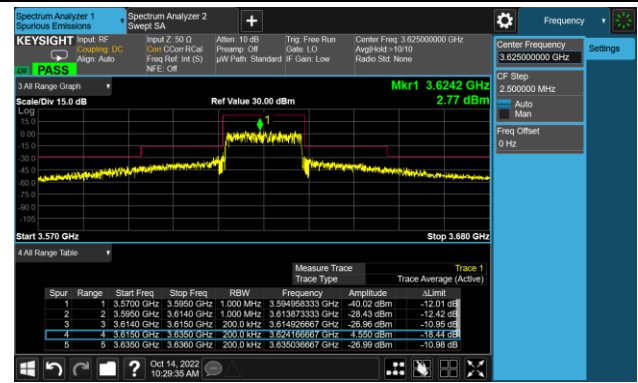 Spectrum Analyzer 1
Spurious Emissions
Spectrum Analyzer 2
Swept SA
Frequency
KEYSIGHT
Input: RF
Coupling: DC
Align: Auto
Input Z: 50 Ω
Corr CCorr RCal
Freq Ref: Int (S)
NFE: Off
Atten: 10 dB
Preamp: Off
µW Path: Standard
Trig: Free Run
Gate: LO
IF Gain: Low
Center Freq: 3.625000000 GHz
Avg|Hold:>10/10
Radio Std: None
PASS
Center Frequency
3.625000000 GHz
Settings
CF Step
2.500000 MHz
Auto
Man
Freq Offset
0 Hz
3 All Range Graph
Mkr1 3.6242 GHz
Scale/Div 15.0 dB
Ref Value 30.00 dBm
2.77 dBm
Log
15.0
0.00
-15.0
-30.0
-45.0
-60.0
-75.0
-90.0
-105
1
Start 3.570 GHz
Stop 3.680 GHz
4 All Range Table
Measure Trace Trace 1
Trace Type Trace Average (Active)
Spur Range Start Freq Stop Freq RBW Frequency Amplitude ΔLimit
1 1 3.5700 GHz 3.5950 GHz 1.000 MHz 3.594958333 GHz -40.02 dBm -12.01 dB
2 2 3.5950 GHz 3.6140 GHz 1.000 MHz 3.613873333 GHz -28.43 dBm -12.42 dB
3 3 3.6140 GHz 3.6150 GHz 200.0 kHz 3.614926667 GHz -26.96 dBm -10.95 dB
4 4 3.6150 GHz 3.6350 GHz 200.0 kHz 3.624166667 GHz 4.550 dBm -18.44 dB
5 5 3.6350 GHz 3.6360 GHz 200.0 kHz 3.635036667 GHz -26.99 dBm -10.98 dB
Oct 14, 2022
10:29:35 AM